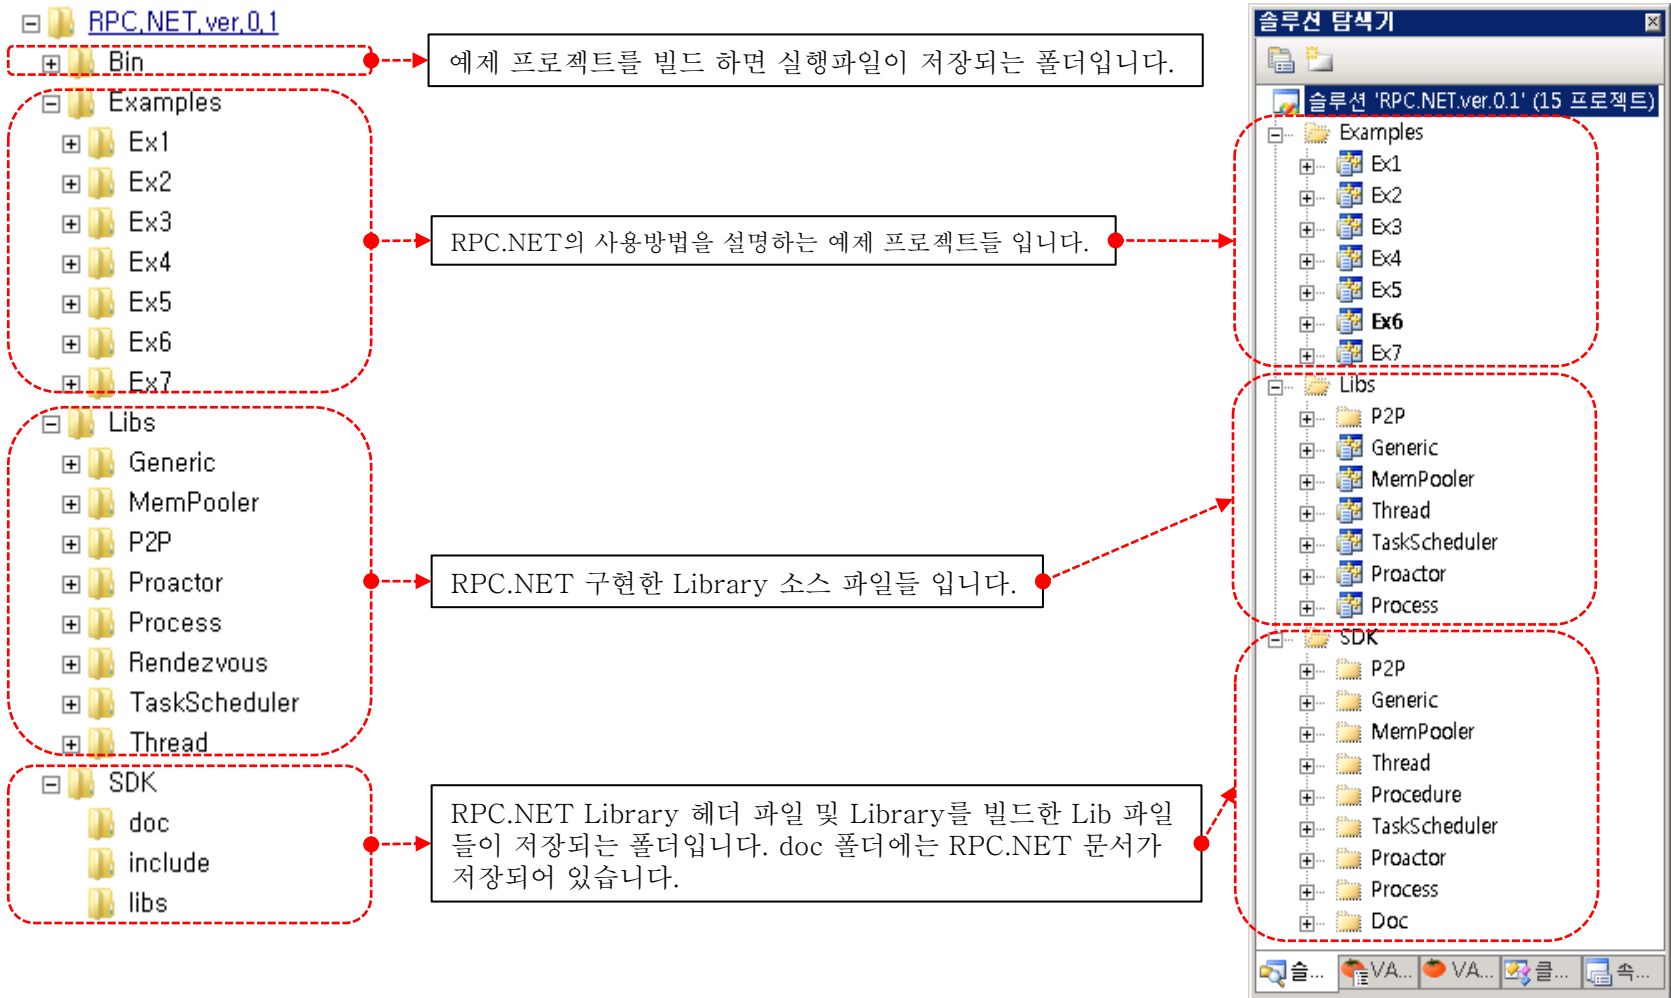 RPC.NET.ver.0.1
Bin
Examples
Ex1
Ex2
Ex3
Ex4
Ex5
Ex6
Ex7
Libs
Generic
MemPooler
P2P
Proactor
Process
Rendezvous
TaskScheduler
Thread
SDK
doc
include
libs
예제 프로젝트를 빌드 하면 실행파일이 저장되는 폴더입니다.
RPC.NET의 사용방법을 설명하는 예제 프로젝트들 입니다.
RPC.NET 구현한 Library 소스 파일들 입니다.
RPC.NET Library 헤더 파일 및 Library를 빌드한 Lib 파일
들이 저장되는 폴더입니다. doc 폴더에는 RPC.NET 문서가
저장되어 있습니다.
솔루션 탐색기
솔루션 'RPC.NET.ver.0.1' (15 프로젝트)
Examples
Ex1
Ex2
Ex3
Ex4
Ex5
Ex6
Ex7
Libs
P2P
Generic
MemPooler
Thread
TaskScheduler
Proactor
Process
SDK
P2P
Generic
MemPooler
Thread
Procedure
TaskScheduler
Proactor
Process
Doc
솔... VA... VA... 클... 속...